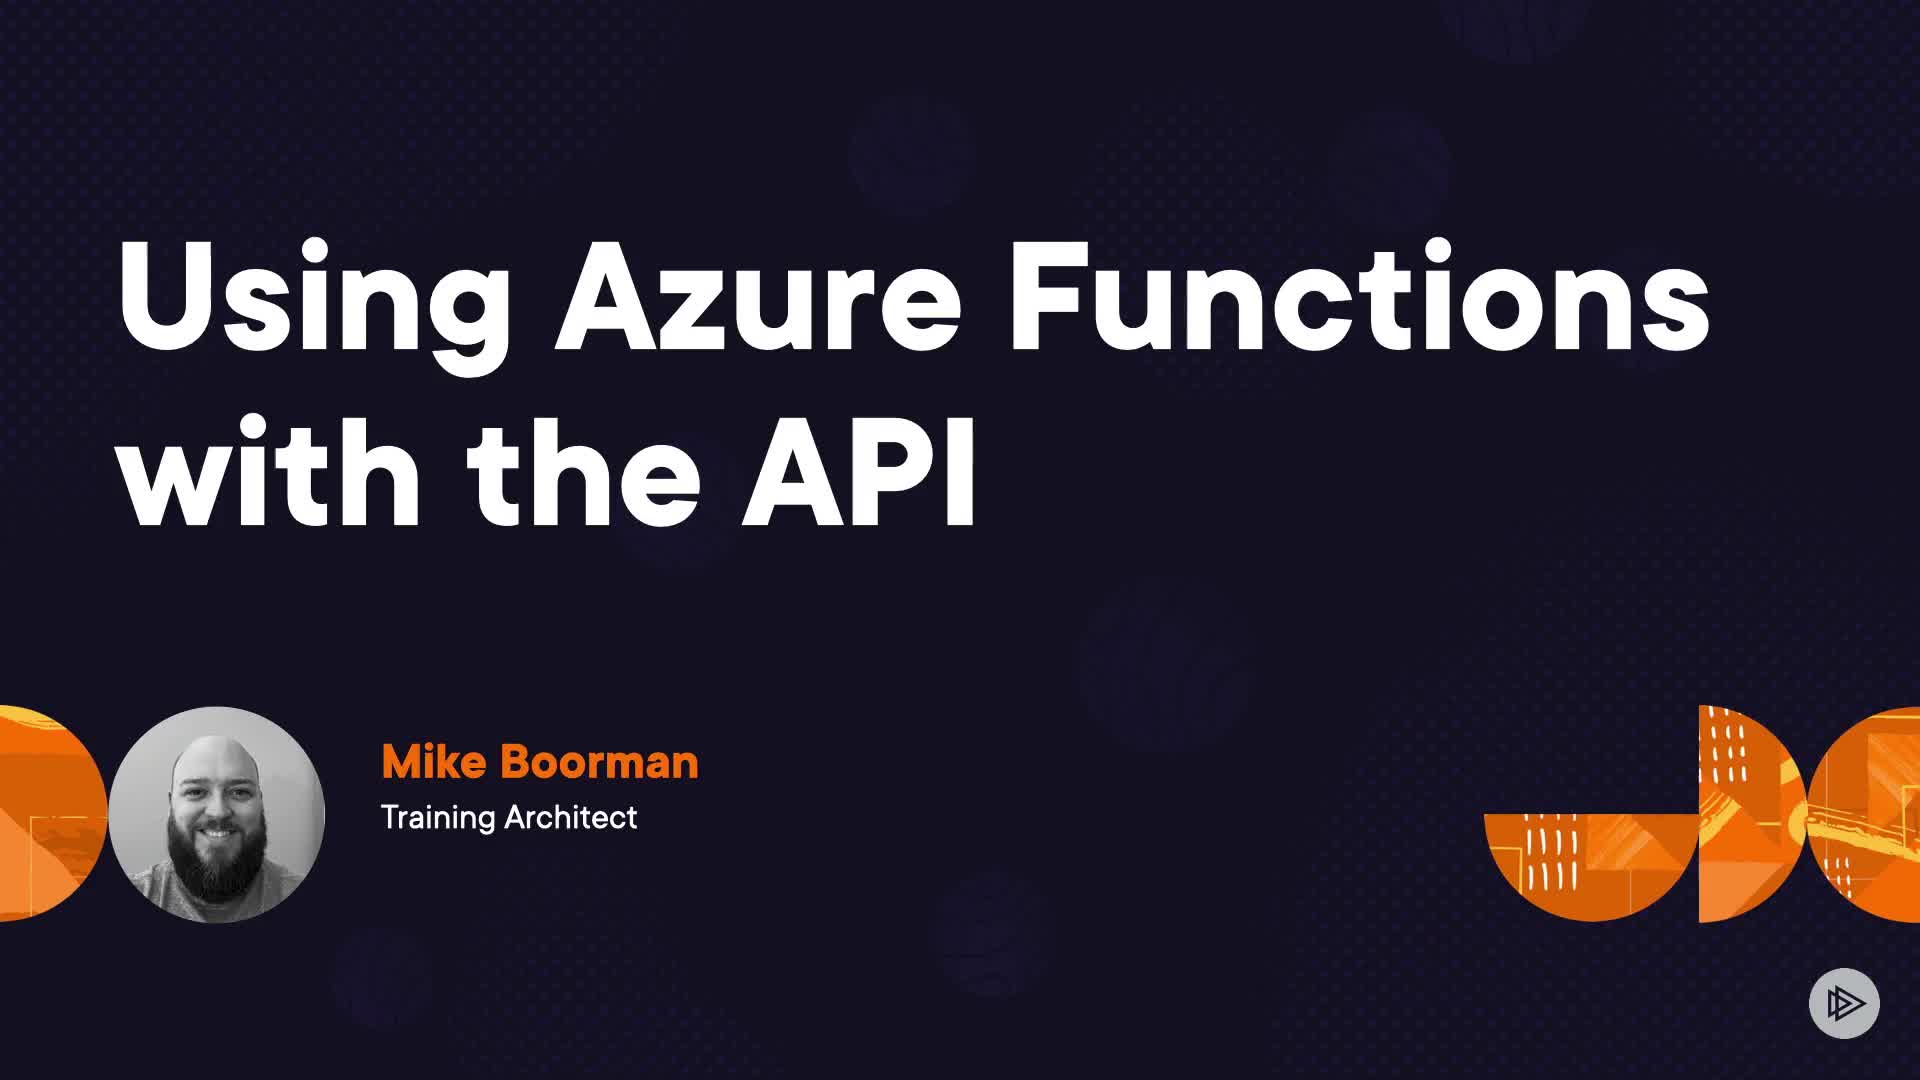 Using Azure Functions
with the API
Mike Boorman
Training Architect